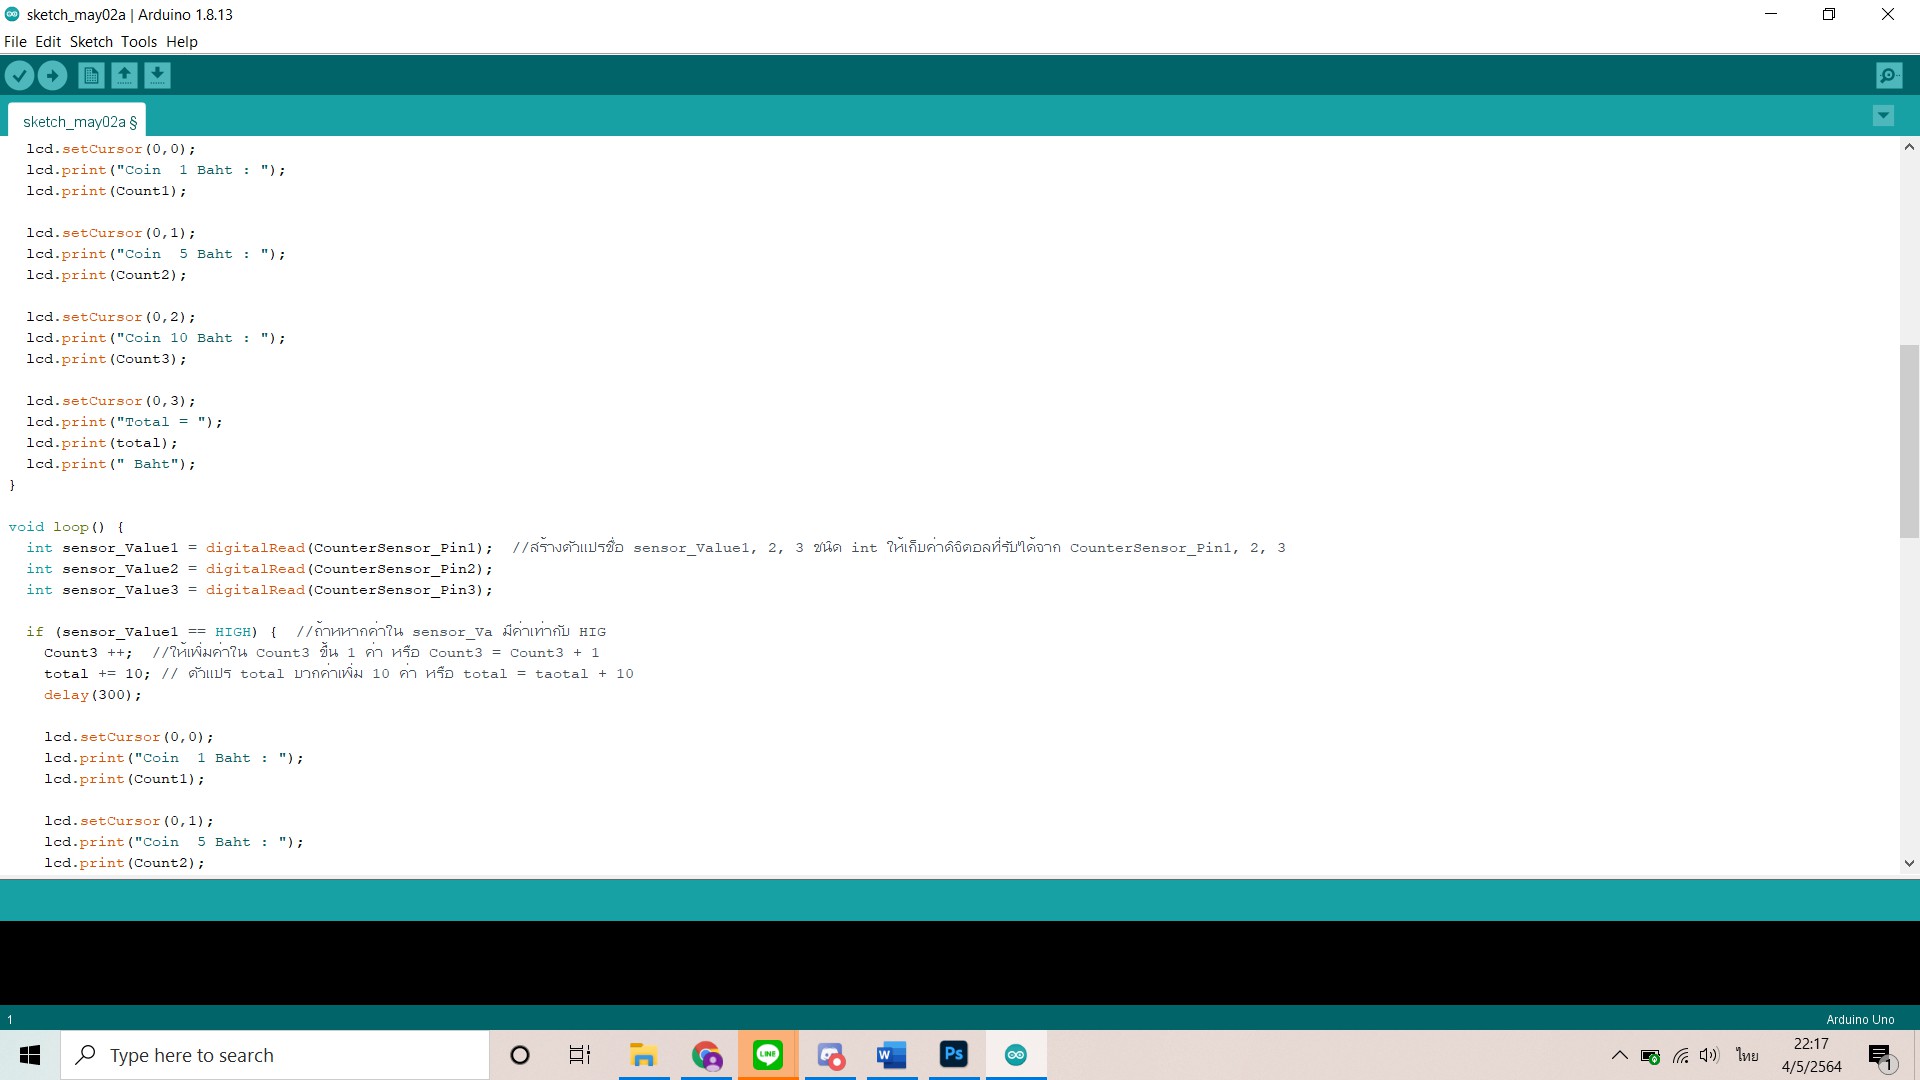 sketch_may02a | Arduino 1.8.13
File Edit Sketch Tools Help
sketch_may02a §
lcd.setCursor(0,0);
lcd.print("Coin  1 Baht : ");
lcd.print(Count1);
lcd.setCursor(0,1);
lcd.print("Coin  5 Baht : ");
lcd.print(Count2);
lcd.setCursor(0,2);
lcd.print("Coin 10 Baht : ");
lcd.print(Count3);
lcd.setCursor(0,3);
lcd.print("Total = ");
lcd.print(total);
lcd.print(" Baht");
}
void loop() {
int sensor_Value1 = digitalRead(CounterSensor_Pin1);  //สร้างตัวแปรชื่อ sensor_Value1, 2, 3 ชนิด int ให้เก็บค่าดิจิตอลที่รับได้จาก CounterSensor_Pin1, 2, 3
int sensor_Value2 = digitalRead(CounterSensor_Pin2);
int sensor_Value3 = digitalRead(CounterSensor_Pin3);
if (sensor_Value1 == HIGH) {  //ถ้าหหากค่าใน sensor_Va มีค่าเท่ากับ HIG
Count3 ++;  //ให้เพิ่มค่าใน Count3 ขึ้น 1 ค่า หรือ Count3 = Count3 + 1
total += 10; // ตัวแปร total บวกค่าเพิ่ม 10 ค่า หรือ total = taotal + 10
delay(300);
lcd.setCursor(0,0);
lcd.print("Coin  1 Baht : ");
lcd.print(Count1);
lcd.setCursor(0,1);
lcd.print("Coin  5 Baht : ");
lcd.print(Count2);
1
Arduino Uno
Type here to search
LINE
W
Ps
ไทย
22:17
4/5/2564
1